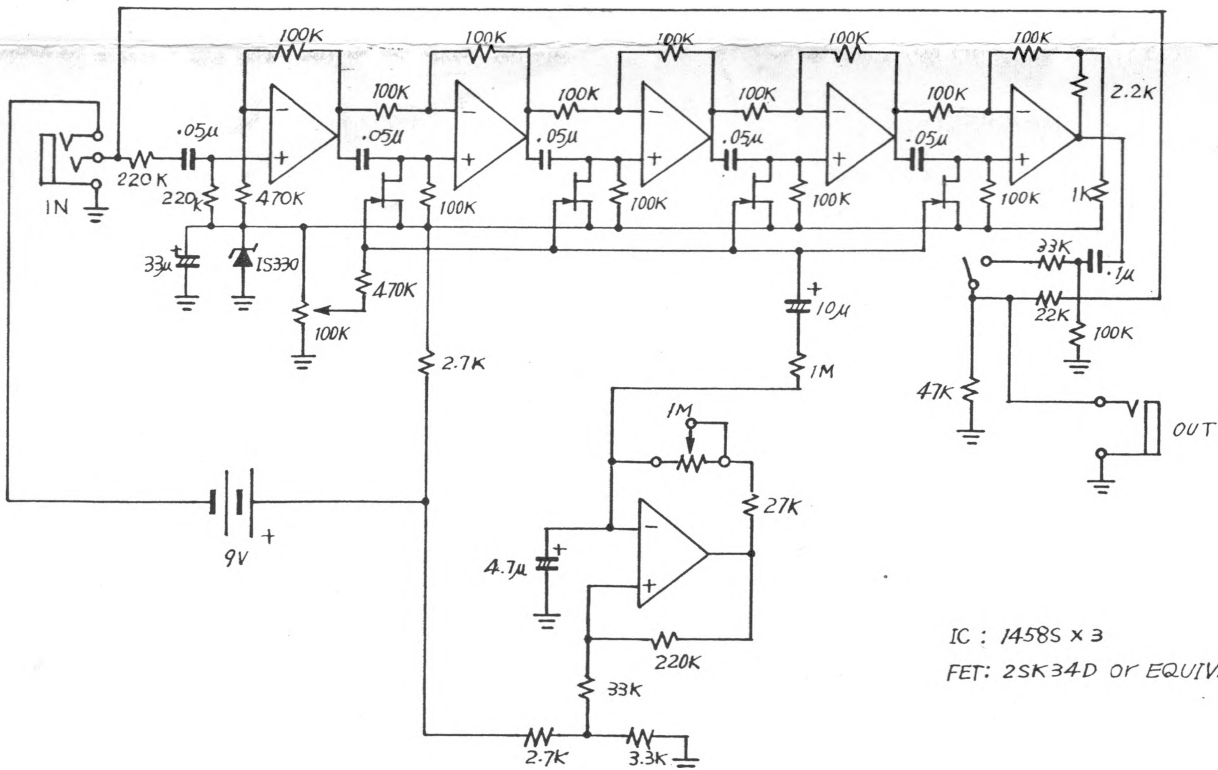 100K
100K
100K
100K
100K
2.2K
100K
100K
100K
100K
.05μ
.05μ
.05μ
.05μ
.05μ
220K
IN
220K
470K
100K
100K
100K
100K
1K
33μ
IS330
470K
100K
10μ
33K
.1μ
22K
100K
2.7K
1M
47K
OUT
1M
27K
9V
+
4.7μ
220K
33K
2.7K
3.3K
IC : 1458S x 3
FET: 2SK34D or EQUIV.